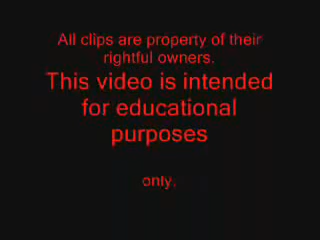 All clips are property of their
rightful owners.
This video is intended
for educational
purposes
only.